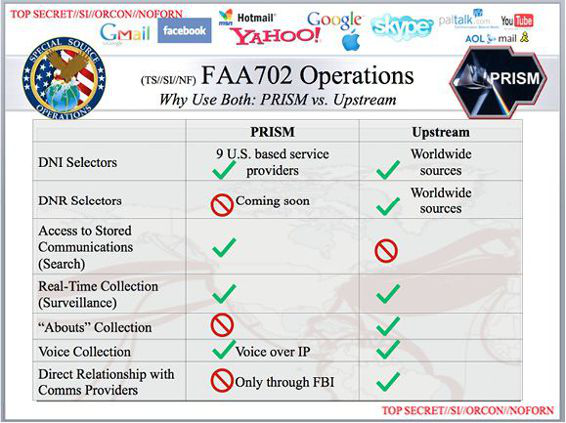 TOP SECRET//SI//ORCON//NOFORN
Gmail
by Google
facebook
msn Hotmail
YAHOO!
Google
skype
paltalk.com
YouTube
AOL mail
SPECIAL SOURCE OPERATIONS
(TS//SI//NF) FAA702 Operations
Why Use Both: PRISM vs. Upstream
PRISM
PRISM Upstream
DNI Selectors 9 U.S. based service providers Worldwide sources
DNR Selectors Coming soon Worldwide sources
Access to Stored
Communications
(Search)
Real-Time Collection
(Surveillance)
“Abouts” Collection
Voice Collection Voice over IP
Direct Relationship with
Comms Providers Only through FBI
TOP SECRET//SI//ORCON//NOFORN